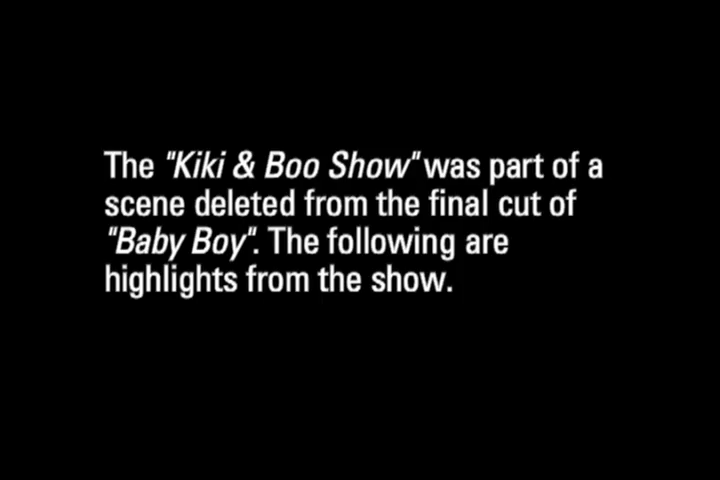 The "Kiki & Boo Show" was part of a
scene deleted from the final cut of
"Baby Boy". The following are
highlights from the show.